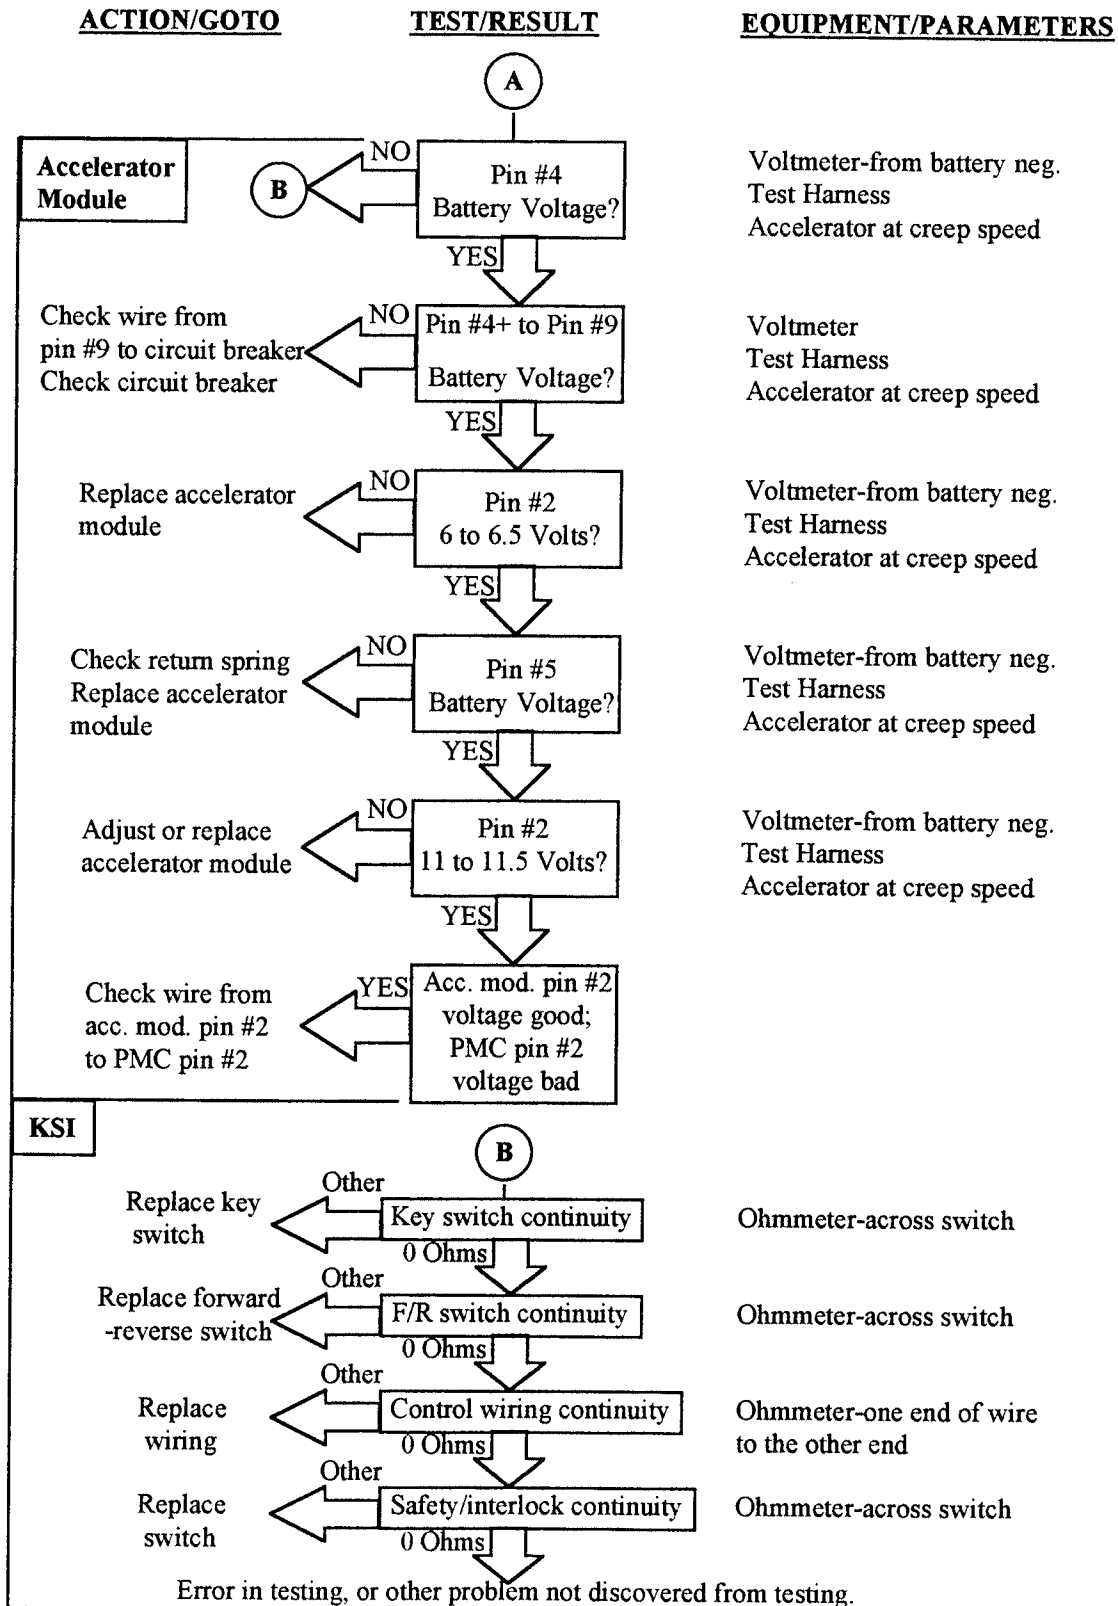 ACTION/GOTO TEST/RESULT EQUIPMENT/PARAMETERS
A
Accelerator
Module
B
NO
Pin #4
Battery Voltage?
Voltmeter-from battery neg.
Test Harness
Accelerator at creep speed
YES
Check wire from
pin #9 to circuit breaker
Check circuit breaker
NO
Pin #4+ to Pin #9
Battery Voltage?
Voltmeter
Test Harness
Accelerator at creep speed
YES
Replace accelerator
module
NO
Pin #2
6 to 6.5 Volts?
Voltmeter-from battery neg.
Test Harness
Accelerator at creep speed
YES
Check return spring
Replace accelerator
module
NO
Pin #5
Battery Voltage?
Voltmeter-from battery neg.
Test Harness
Accelerator at creep speed
YES
Adjust or replace
accelerator module
NO
Pin #2
11 to 11.5 Volts?
Voltmeter-from battery neg.
Test Harness
Accelerator at creep speed
YES
Check wire from
acc. mod. pin #2
to PMC pin #2
YES
Acc. mod. pin #2
voltage good;
PMC pin #2
voltage bad
KSI
B
Replace key
switch
Other
Key switch continuity
Ohmmeter-across switch
0 Ohms
Replace forward
-reverse switch
Other
F/R switch continuity
Ohmmeter-across switch
0 Ohms
Replace
wiring
Other
Control wiring continuity
Ohmmeter-one end of wire
to the other end
0 Ohms
Replace
switch
Other
Safety/interlock continuity
Ohmmeter-across switch
0 Ohms
Error in testing, or other problem not discovered from testing.